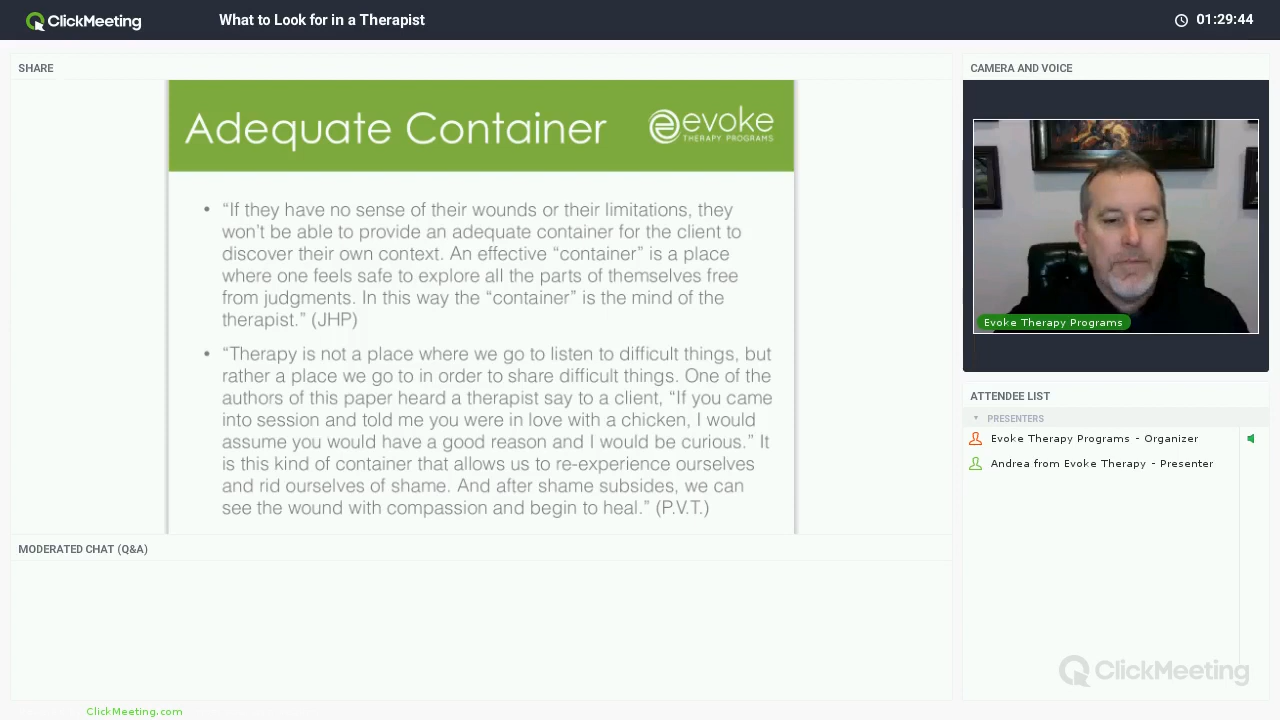 ClickMeeting
What to Look for in a Therapist
01:29:44
SHARE
Adequate Container
evoke
THERAPY PROGRAMS
• “If they have no sense of their wounds or their limitations, they
won’t be able to provide an adequate container for the client to
discover their own context. An effective “container” is a place
where one feels safe to explore all the parts of themselves free
from judgments. In this way the “container” is the mind of the
therapist.” (JHP)
• “Therapy is not a place where we go to listen to difficult things, but
rather a place we go to in order to share difficult things. One of the
authors of this paper heard a therapist say to a client, “If you came
into session and told me you were in love with a chicken, I would
assume you would have a good reason and I would be curious.” It
is this kind of container that allows us to re-experience ourselves
and rid ourselves of shame. And after shame subsides, we can
see the wound with compassion and begin to heal.” (P.V.T.)
MODERATED CHAT (Q&A)
ClickMeeting.com
CAMERA AND VOICE
Evoke Therapy Programs
ATTENDEE LIST
PRESENTERS
Evoke Therapy Programs - Organizer
Andrea from Evoke Therapy - Presenter
ClickMeeting